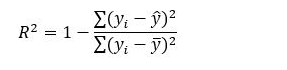 R² = 1 - Σ(yᵢ - ŷ)² / Σ(yᵢ - ȳ)²